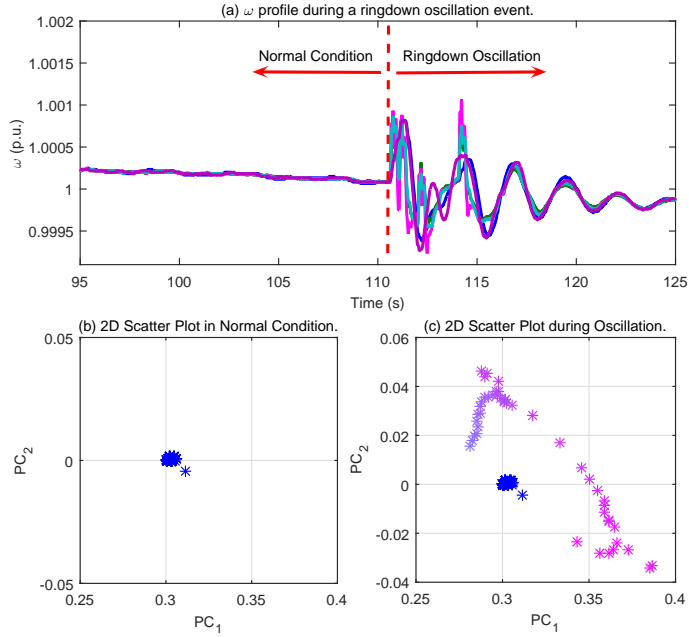 (a) ω profile during a ringdown oscillation event.
1.002
1.0015
1.001
1.0005
1
0.9995
ω (p.u.)
Normal Condition
Ringdown Oscillation
95 100 105 110 115 120 125
Time (s)
(b) 2D Scatter Plot in Normal Condition.
0.05
0
-0.05
PC2
0.25 0.3 0.35 0.4
PC1
(c) 2D Scatter Plot during Oscillation.
0.06
0.04
0.02
0
-0.02
-0.04
PC2
0.25 0.3 0.35 0.4
PC1